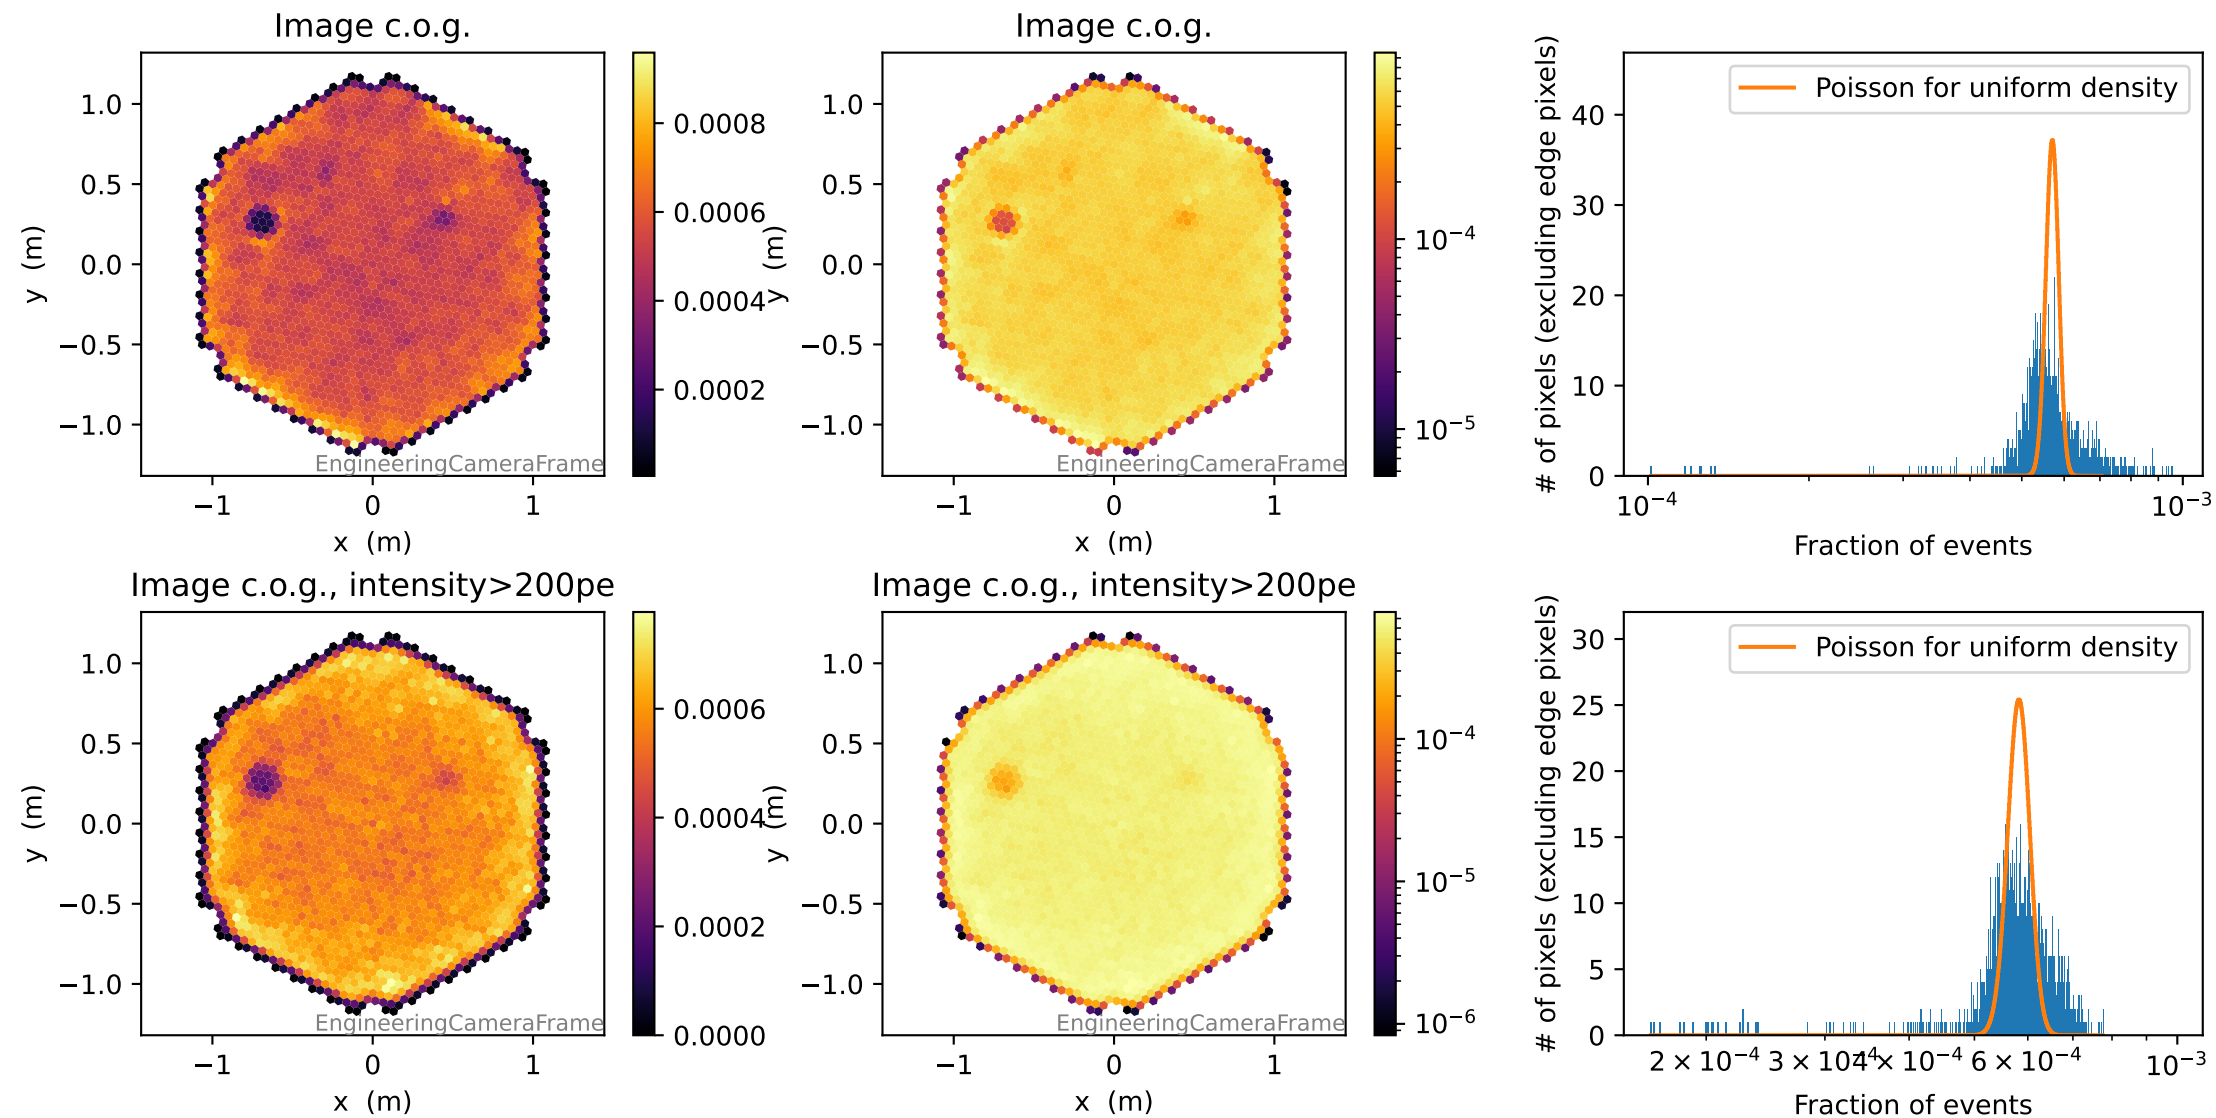 Image c.o.g.
1.0
0.5
0.0
−0.5
−1.0
y (m)
−1 0 1
x (m)
EngineeringCameraFrame
0.0008
0.0006
0.0004
0.0002
Image c.o.g.
1.0
0.5
0.0
−0.5
−1.0
y (m)
−1 0 1
x (m)
EngineeringCameraFrame
10⁻⁴
10⁻⁵
# of pixels (excluding edge pixels)
40
30
20
10
0
Poisson for uniform density
10⁻⁴ 10⁻³
Fraction of events
Image c.o.g., intensity>200pe
1.0
0.5
0.0
−0.5
−1.0
y (m)
−1 0 1
x (m)
EngineeringCameraFrame
0.0006
0.0004
0.0002
0.0000
Image c.o.g., intensity>200pe
1.0
0.5
0.0
−0.5
−1.0
y (m)
−1 0 1
x (m)
EngineeringCameraFrame
10⁻⁴
10⁻⁵
10⁻⁶
# of pixels (excluding edge pixels)
30
25
20
15
10
5
0
Poisson for uniform density
2 × 10⁻⁴ 3 × 10⁻⁴ 4 × 10⁻⁴ 6 × 10⁻⁴ 10⁻³
Fraction of events